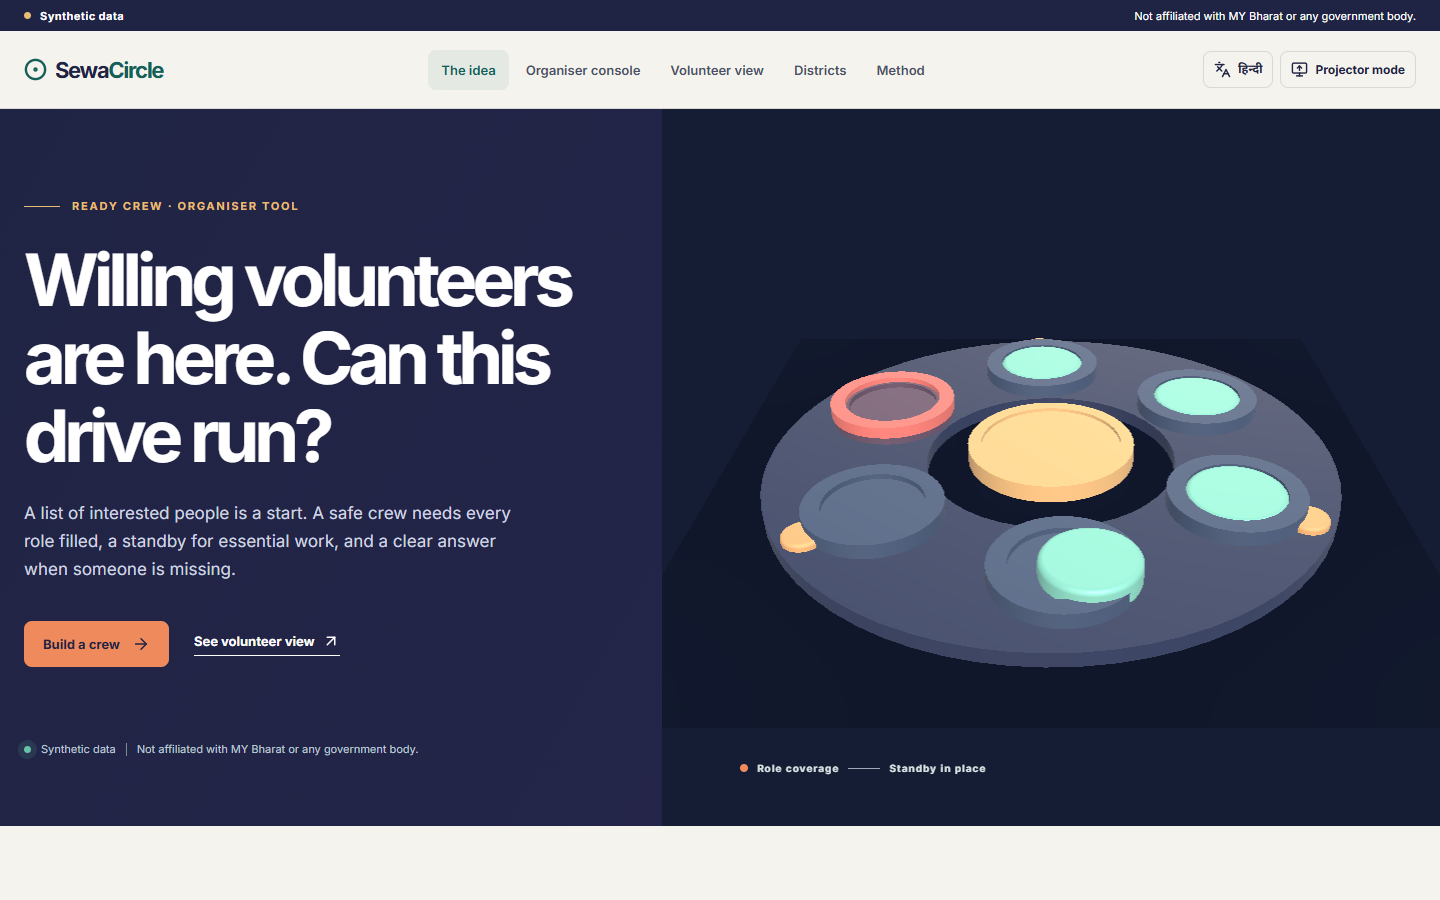 Synthetic data
Not affiliated with MY Bharat or any government body.
SewaCircle
The idea
Organiser console
Volunteer view
Districts
Method
हिन्दी
Projector mode
READY CREW · ORGANISER TOOL
Willing volunteers
are here. Can this
drive run?
A list of interested people is a start. A safe crew needs every
role filled, a standby for essential work, and a clear answer
when someone is missing.
Build a crew
See volunteer view
Synthetic data
Not affiliated with MY Bharat or any government body.
Role coverage
Standby in place